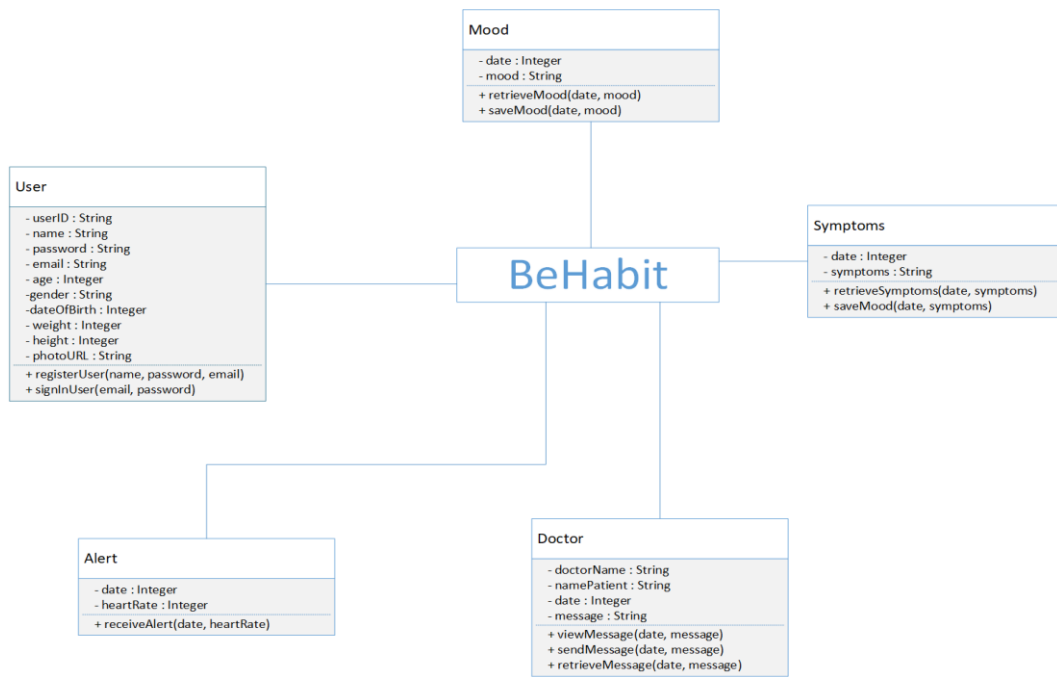 Mood
- date : Integer
- mood : String
+ retrieveMood(date, mood)
+ saveMood(date, mood)
User
- userID : String
- name : String
- password : String
- email : String
- age : Integer
-gender : String
-dateOfBirth : Integer
- weight : Integer
- height : Integer
- photoURL : String
+ registerUser(name, password, email)
+ signInUser(email, password)
BeHabit
Symptoms
- date : Integer
- symptoms : String
+ retrieveSymptoms(date, symptoms)
+ saveMood(date, symptoms)
Alert
- date : Integer
- heartRate : Integer
+ receiveAlert(date, heartRate)
Doctor
- doctorName : String
- namePatient : String
- date : Integer
- message : String
+ viewMessage(date, message)
+ sendMessage(date, message)
+ retrieveMessage(date, message)